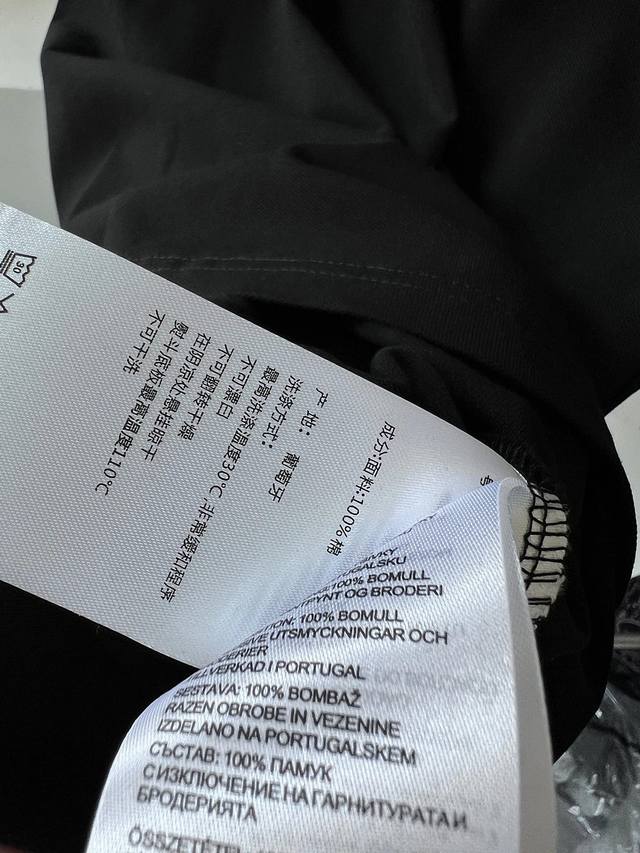 30
成分:面料:100% 棉
产 地: 葡萄牙
洗涤方式:
最高洗涤温度30℃,非常缓和程序
不可漂白
不可翻转干燥
在阴凉处悬挂晾干
熨斗底板最高温度110℃
不可干洗
100% BOMULL
OG BRODERI
100% BOMULL
UTSMYCKNINGAR OCH
I PORTUGAL
SESTAVA: 100% BOMBAŽ
RAZEN OBROBE IN VEZENINE
IZDELANO NA PORTUGALSKEM
СЪСТАВ: 100% ПАМУК
С ИЗКЛЮЧЕНИЕ НА ГАРНИТУРАТА И
БРОДЕРИЯТА
ÖSSZETÉTEL: